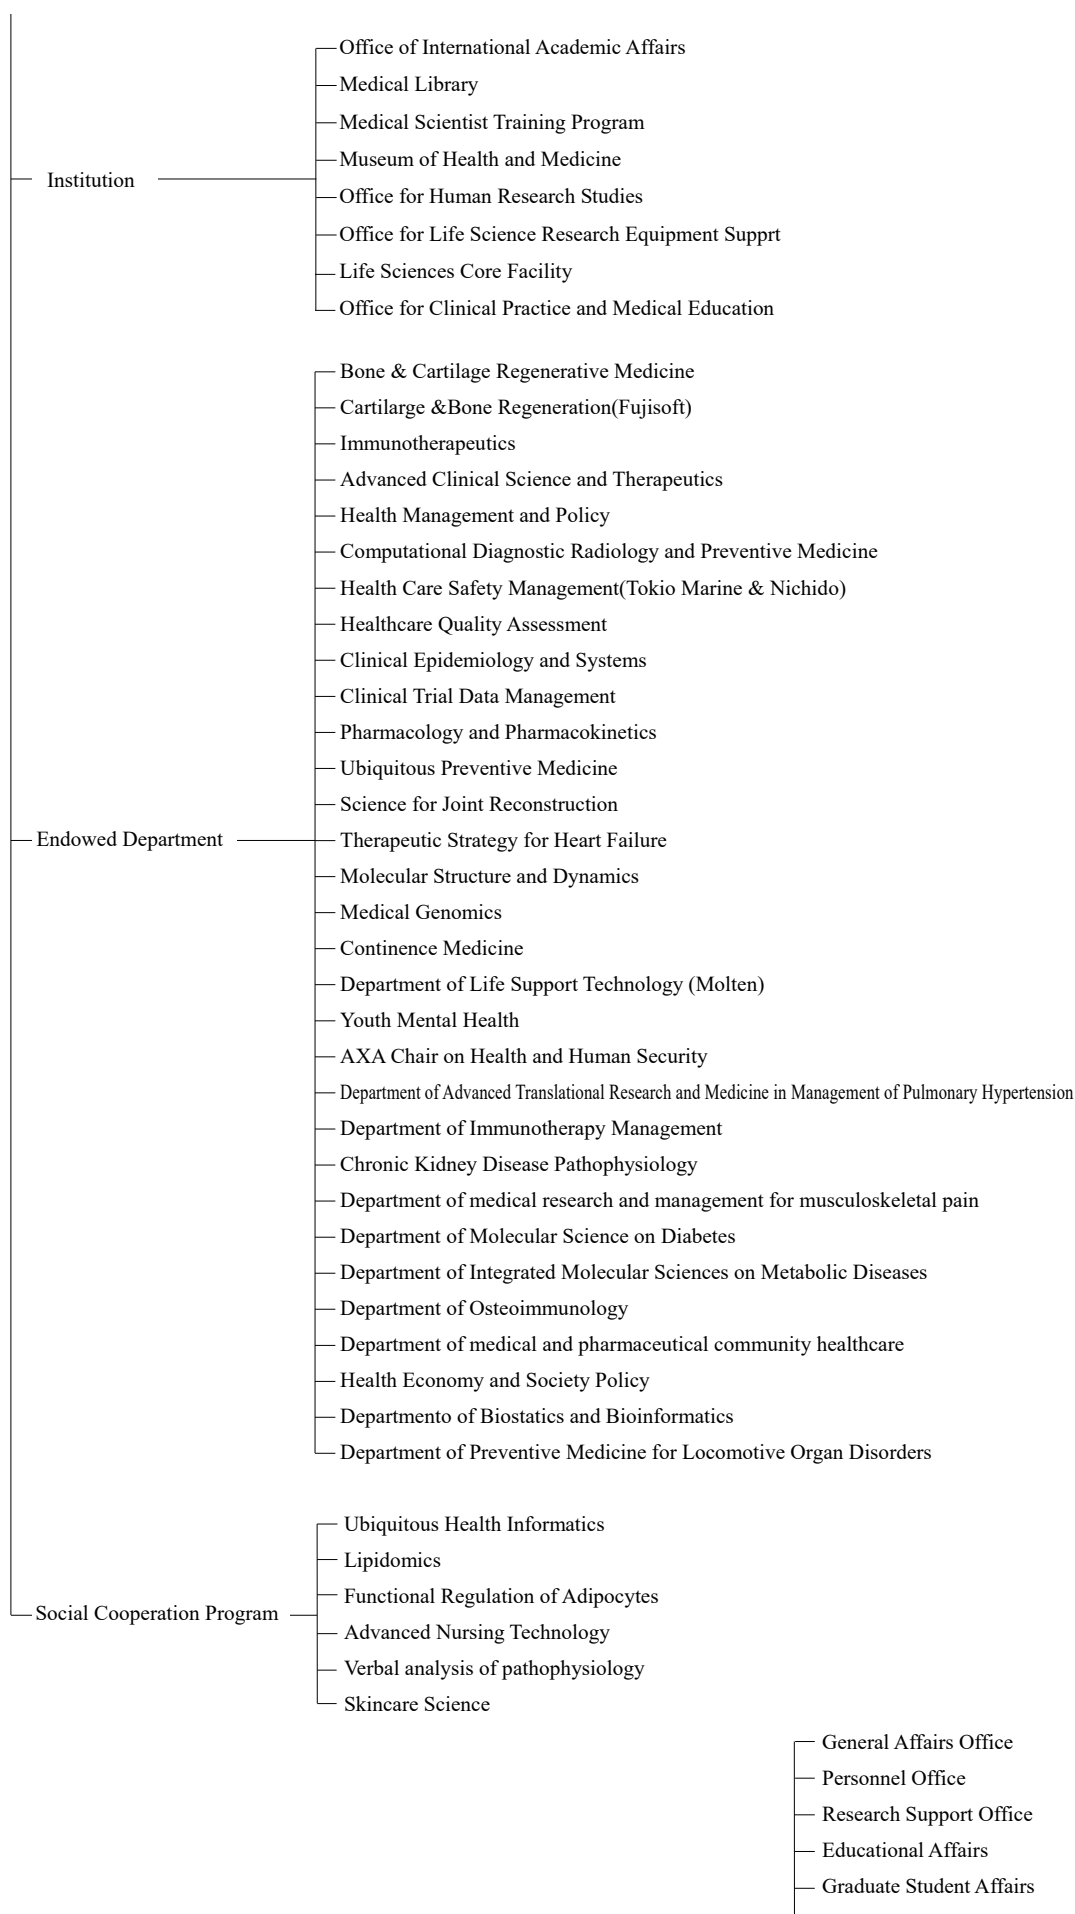 Office of International Academic Affairs
Medical Library
Medical Scientist Training Program
Museum of Health and Medicine
Institution
Office for Human Research Studies
Office for Life Science Research Equipment Supprt
Life Sciences Core Facility
Office for Clinical Practice and Medical Education
Bone & Cartilage Regenerative Medicine
Cartilarge &Bone Regeneration(Fujisoft)
Immunotherapeutics
Advanced Clinical Science and Therapeutics
Health Management and Policy
Computational Diagnostic Radiology and Preventive Medicine
Health Care Safety Management(Tokio Marine & Nichido)
Healthcare Quality Assessment
Clinical Epidemiology and Systems
Clinical Trial Data Management
Pharmacology and Pharmacokinetics
Ubiquitous Preventive Medicine
Science for Joint Reconstruction
Endowed Department
Therapeutic Strategy for Heart Failure
Molecular Structure and Dynamics
Medical Genomics
Continence Medicine
Department of Life Support Technology (Molten)
Youth Mental Health
AXA Chair on Health and Human Security
Department of Advanced Translational Research and Medicine in Management of Pulmonary Hypertension
Department of Immunotherapy Management
Chronic Kidney Disease Pathophysiology
Department of medical research and management for musculoskeletal pain
Department of Molecular Science on Diabetes
Department of Integrated Molecular Sciences on Metabolic Diseases
Department of Osteoimmunology
Department of medical and pharmaceutical community healthcare
Health Economy and Society Policy
Departmento of Biostatics and Bioinformatics
Department of Preventive Medicine for Locomotive Organ Disorders
Ubiquitous Health Informatics
Lipidomics
Functional Regulation of Adipocytes
Social Cooperation Program
Advanced Nursing Technology
Verbal analysis of pathophysiology
Skincare Science
General Affairs Office
Personnel Office
Research Support Office
Educational Affairs
Graduate Student Affairs